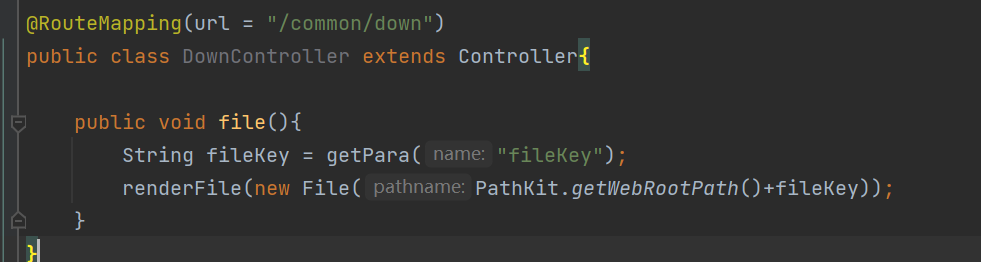 @RouteMapping(url = "/common/down")
public class DownController extends Controller{
public void file(){
String fileKey = getPara( name: "fileKey");
renderFile(new File( pathname: PathKit.getWebRootPath()+fileKey));
}
}